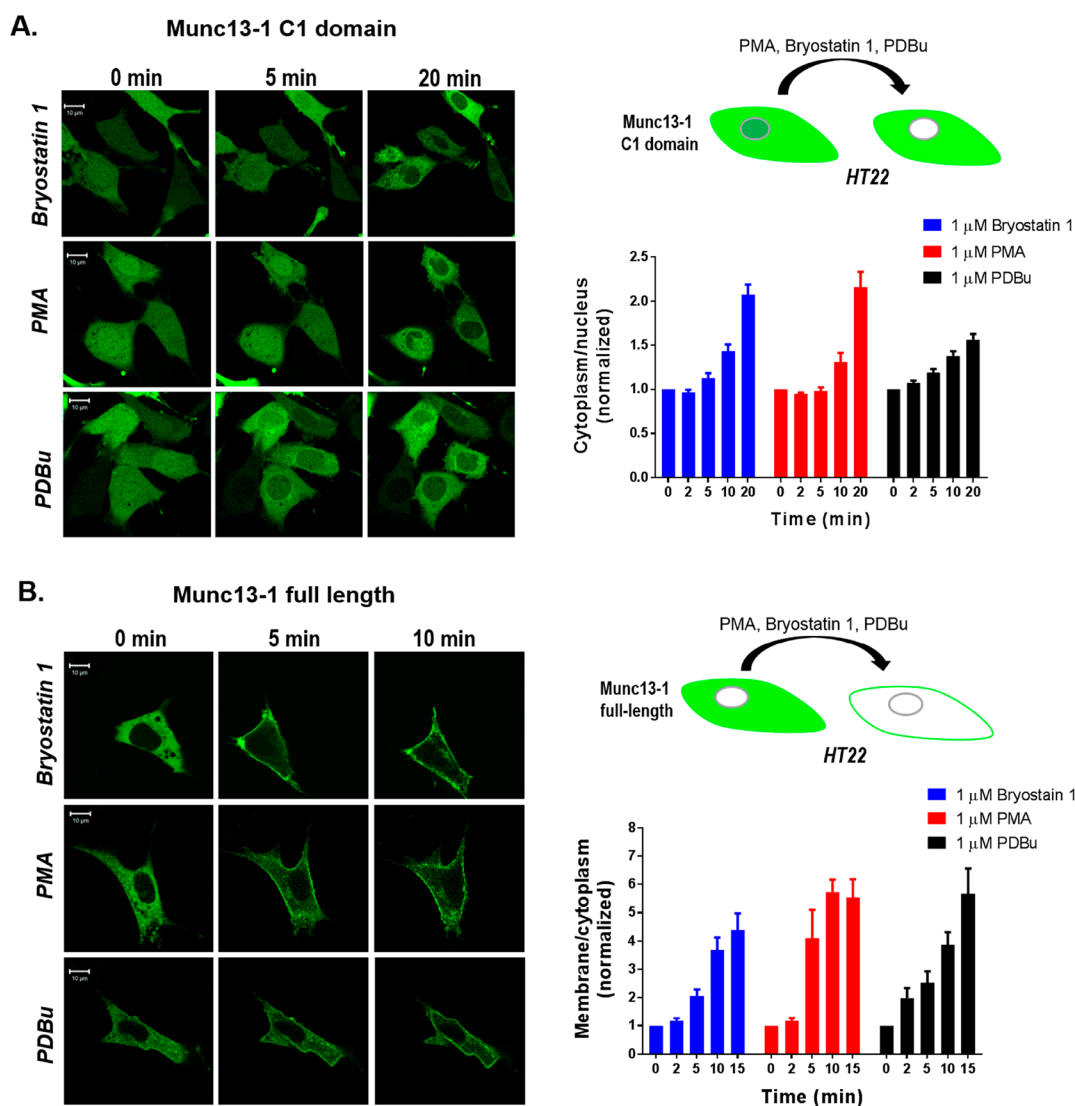 A.
Munc13-1 C1 domain
0 min 5 min 20 min
Bryostatin 1
10 µm
PMA
10 µm
PDBu
10 µm
PMA, Bryostatin 1, PDBu
Munc13-1
C1 domain
HT22
1 µM Bryostatin 1
1 µM PMA
1 µM PDBu
Cytoplasm/nucleus
(normalized)
2.5
2.0
1.5
1.0
0.5
0.0
0 2 5 10 20 0 2 5 10 20 0 2 5 10 20
Time (min)
B.
Munc13-1 full length
0 min 5 min 10 min
Bryostatin 1
10 µm
PMA
10 µm
PDBu
10 µm
PMA, Bryostatin 1, PDBu
Munc13-1
full-length
HT22
1 µM Bryostain 1
1 µM PMA
1 µM PDBu
Membrane/cytoplasm
(normalized)
8
7
6
5
4
3
2
1
0
0 2 5 10 15 0 2 5 10 15 0 2 5 10 15
Time (min)